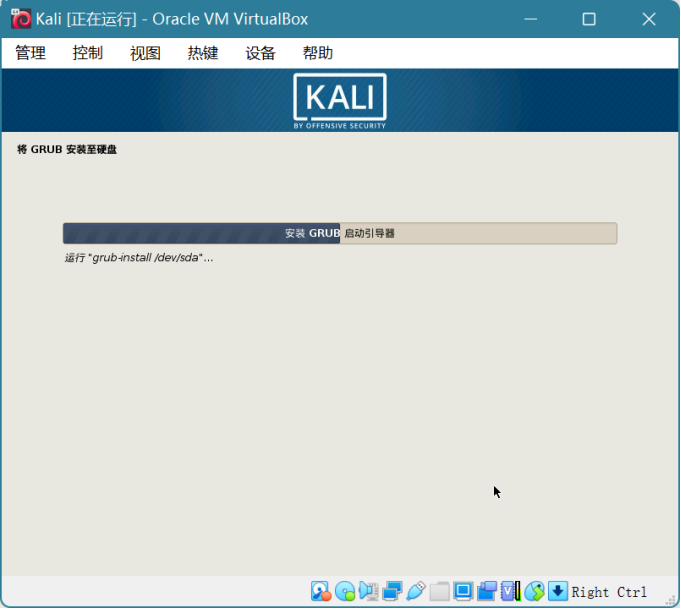 Kali [正在运行] - Oracle VM VirtualBox
管理 控制 视图 热键 设备 帮助
KALI
BY OFFENSIVE SECURITY
将 GRUB 安装至硬盘
安装 GRUB 启动引导器
运行 "grub-install /dev/sda"...
Right Ctrl